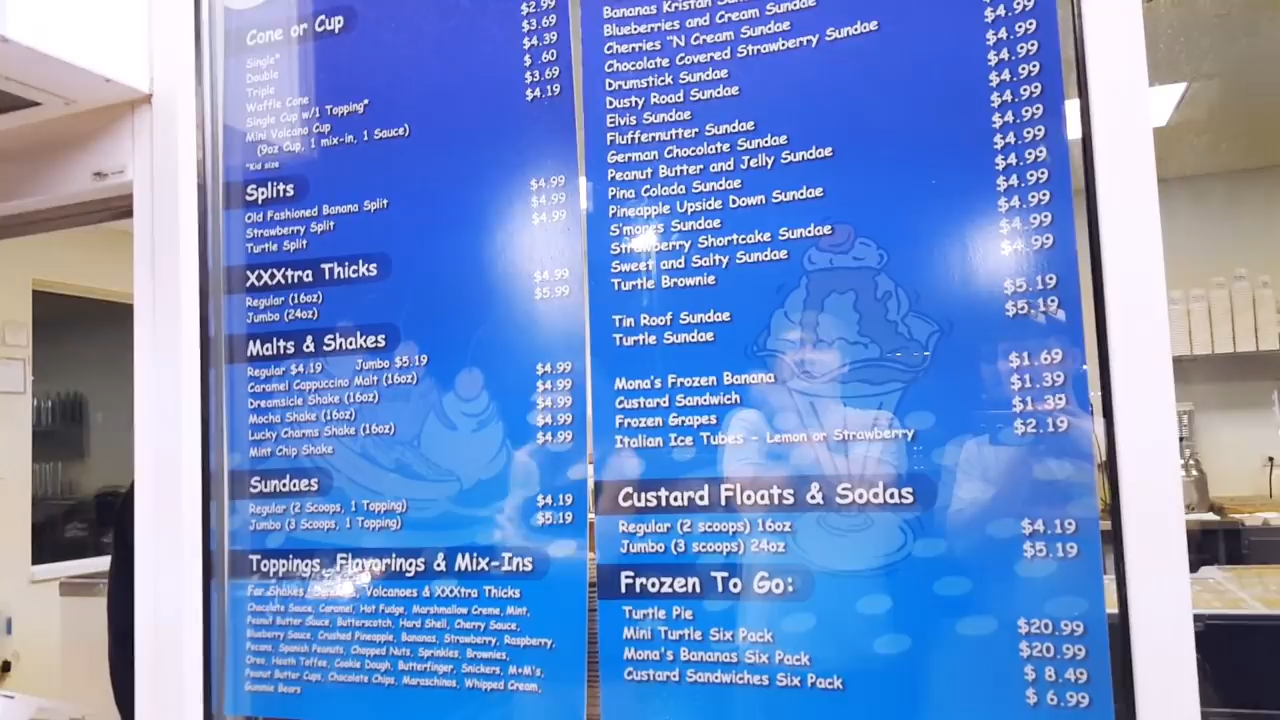 Cone or Cup
$2.99
Single* $3.69
Double $4.39
Triple $ .60
Waffle Cone $3.69
Single Cup w/1 Topping* $4.19
Mini Volcano Cup
(9oz Cup, 1 mix-in, 1 Sauce)
*Kid size
Splits
Old Fashioned Banana Split $4.99
Strawberry Split $4.99
Turtle Split $4.99
XXXtra Thicks
Regular (16oz) $4.99
Jumbo (24oz) $5.99
Malts & Shakes
Regular $4.19 Jumbo $5.19
Caramel Cappuccino Malt (16oz) $4.99
Dreamsicle Shake (16oz) $4.99
Mocha Shake (16oz) $4.99
Lucky Charms Shake (16oz) $4.99
Mint Chip Shake $4.99
Sundaes
Regular (2 Scoops, 1 Topping) $4.19
Jumbo (3 Scoops, 1 Topping) $5.19
Toppings, Flavorings & Mix-Ins
For Shakes, Volcanoes & XXXtra Thicks
Chocolate Sauce, Caramel, Hot Fudge, Marshmallow Creme, Mint,
Peanut Butter Sauce, Butterscotch, Hard Shell, Cherry Sauce,
Blueberry Sauce, Crushed Pineapple, Bananas, Strawberry, Raspberry,
Pecans, Spanish Peanuts, Chopped Nuts, Sprinkles, Brownies,
Oreo, Heath Toffee, Cookie Dough, Butterfinger, Snickers, M&M's,
Peanut Butter Cups, Chocolate Chips, Maraschinos, Whipped Cream,
Gummie Bears
Bananas Kristan
Blueberries and Cream Sundae $4.99
Cherries "N Cream Sundae $4.99
Chocolate Covered Strawberry Sundae $4.99
Drumstick Sundae $4.99
Dusty Road Sundae $4.99
Elvis Sundae $4.99
Fluffernutter Sundae $4.99
German Chocolate Sundae $4.99
Peanut Butter and Jelly Sundae $4.99
Pina Colada Sundae $4.99
Pineapple Upside Down Sundae $4.99
S'mores Sundae $4.99
Strawberry Shortcake Sundae
Sweet and Salty Sundae
Turtle Brownie
Tin Roof Sundae $5.19
Turtle Sundae $5.19
Mona's Frozen Banana $1.69
Custard Sandwich $1.39
Frozen Grapes $1.39
Italian Ice Tubes - Lemon or Strawberry $2.19
Custard Floats & Sodas
Regular (2 scoops) 16oz $4.19
Jumbo (3 scoops) 24oz $5.19
Frozen To Go:
Turtle Pie $20.99
Mini Turtle Six Pack $20.99
Mona's Bananas Six Pack $ 8.49
Custard Sandwiches Six Pack $ 6.99